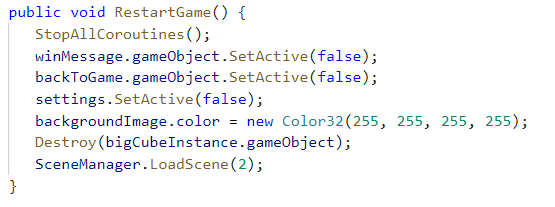 public void RestartGame() {
    StopAllCoroutines();
    winMessage.gameObject.SetActive(false);
    backToGame.gameObject.SetActive(false);
    settings.SetActive(false);
    backgroundImage.color = new Color32(255, 255, 255, 255);
    Destroy(bigCubeInstance.gameObject);
    SceneManager.LoadScene(2);
}